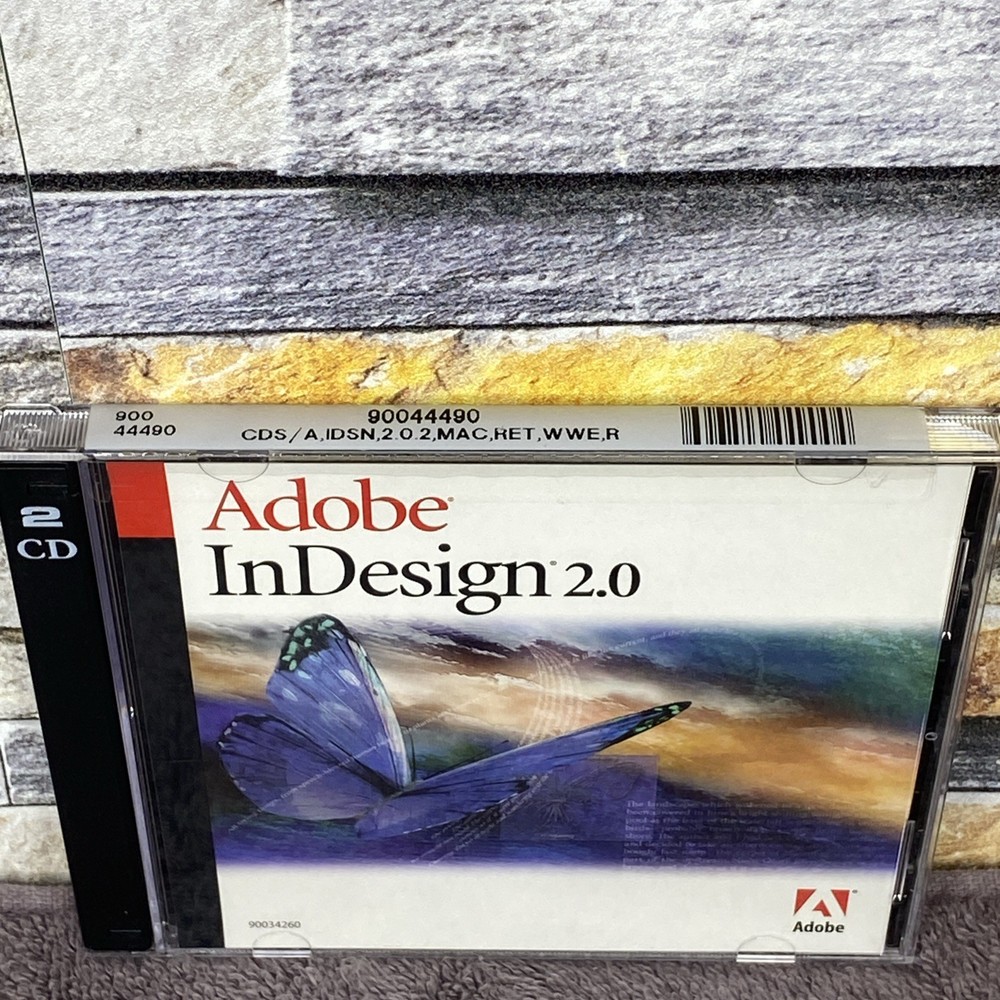 900
44490
90044490
CDS/A,IDSN,2.0.2,MAC,RET,WWE,R
2
CD
Adobe®
InDesign® 2.0
90034260
Adobe